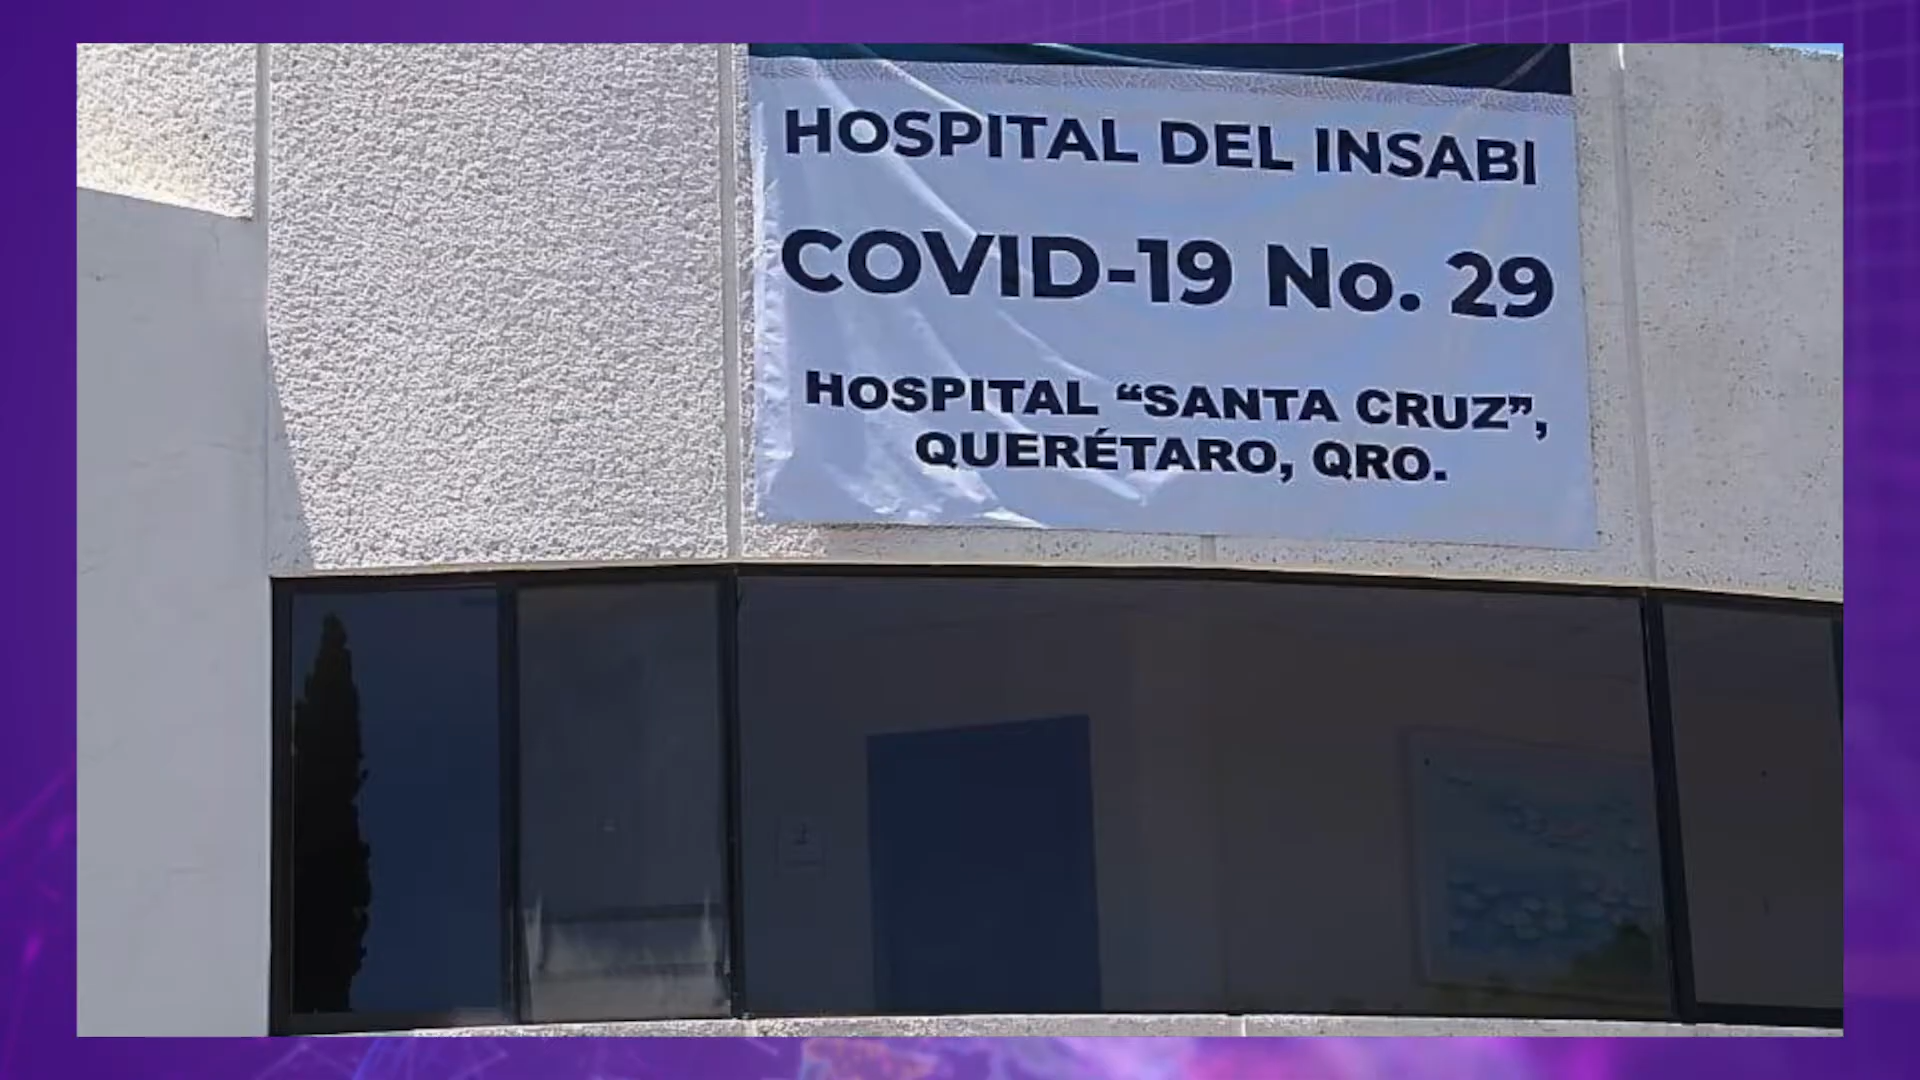 HOSPITAL DEL INSABI
COVID-19 No. 29
HOSPITAL “SANTA CRUZ”,
QUERÉTARO, QRO.